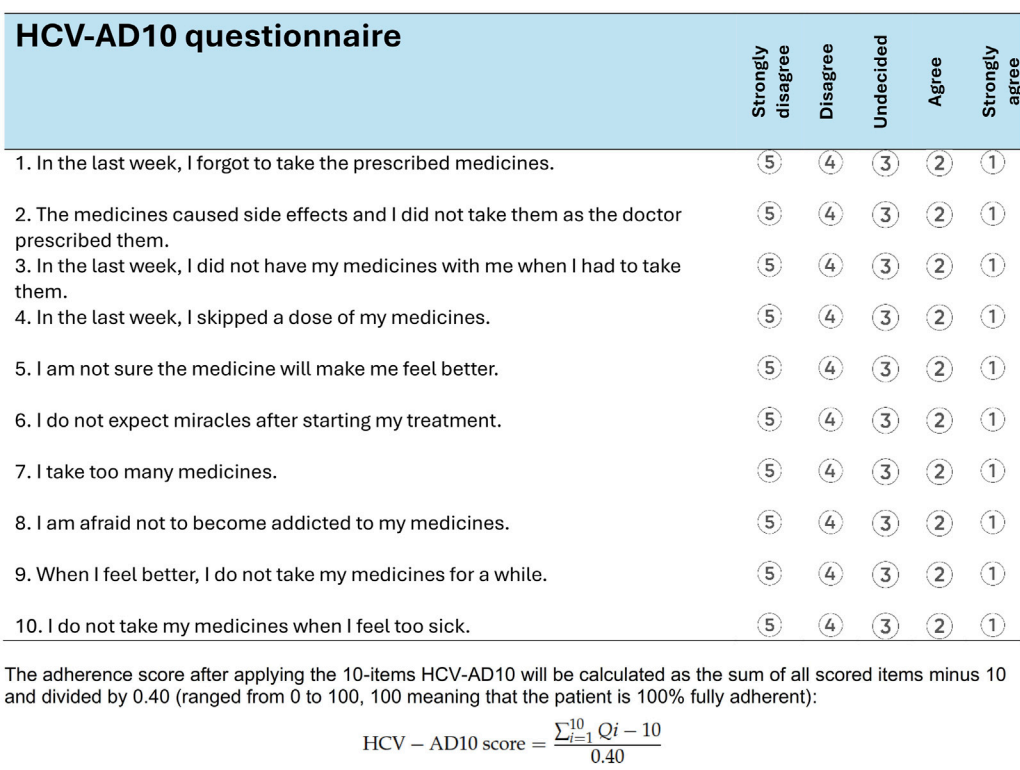 HCV-AD10 questionnaire
Strongly disagree
Disagree
Undecided
Agree
Strongly agree
1. In the last week, I forgot to take the prescribed medicines. 5 4 3 2 1
2. The medicines caused side effects and I did not take them as the doctor 5 4 3 2 1
prescribed them.
3. In the last week, I did not have my medicines with me when I had to take 5 4 3 2 1
them.
4. In the last week, I skipped a dose of my medicines. 5 4 3 2 1
5. I am not sure the medicine will make me feel better. 5 4 3 2 1
6. I do not expect miracles after starting my treatment. 5 4 3 2 1
7. I take too many medicines. 5 4 3 2 1
8. I am afraid not to become addicted to my medicines. 5 4 3 2 1
9. When I feel better, I do not take my medicines for a while. 5 4 3 2 1
10. I do not take my medicines when I feel too sick. 5 4 3 2 1
The adherence score after applying the 10-items HCV-AD10 will be calculated as the sum of all scored items minus 10
and divided by 0.40 (ranged from 0 to 100, 100 meaning that the patient is 100% fully adherent):
HCV – AD10 score = ∑¹⁰ᵢ₌₁ Qi – 10
0.40